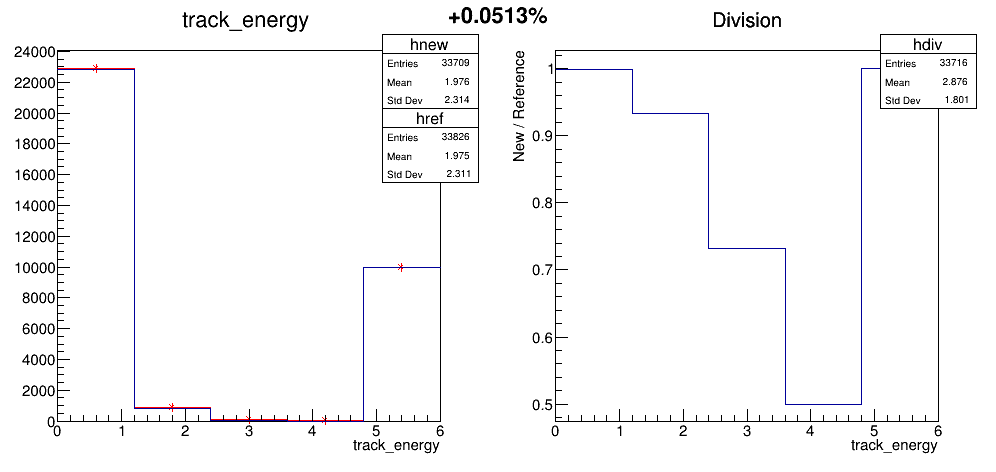 track_energy
+0.0513%
Division
hnew
Entries 33709
Mean 1.976
Std Dev 2.314
href
Entries 33826
Mean 1.975
Std Dev 2.311
24000
22000
20000
18000
16000
14000
12000
10000
8000
6000
4000
2000
0
0 1 2 3 4 5 6
track_energy
hdiv
Entries 33716
Mean 2.876
Std Dev 1.801
New / Reference
1
0.9
0.8
0.7
0.6
0.5
0 1 2 3 4 5 6
track_energy